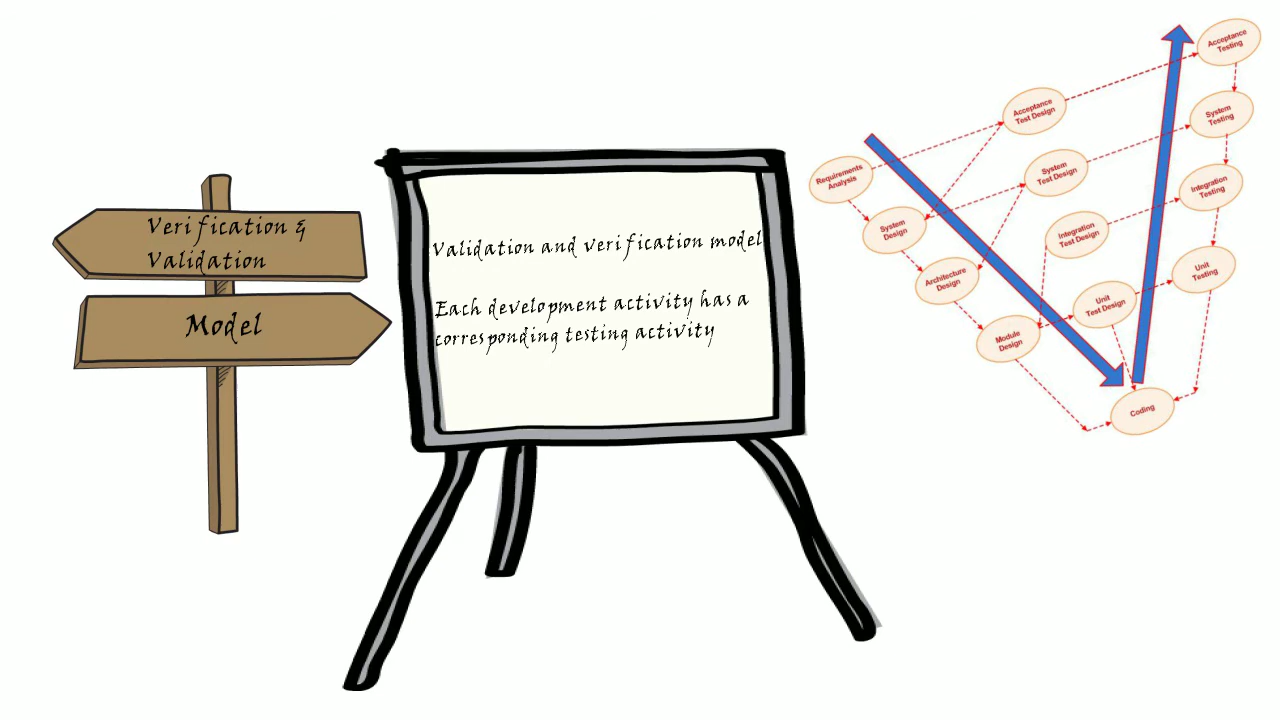 Verification &
Validation
Model
Validation and verification model
Each development activity has a
corresponding testing activity
Requirements
Analysis
System
Design
Architecture
Design
Module
Design
Acceptance
Test Design
System
Test Design
Integration
Test Design
Unit
Test Design
Coding
Acceptance
Testing
System
Testing
Integration
Testing
Unit
Testing